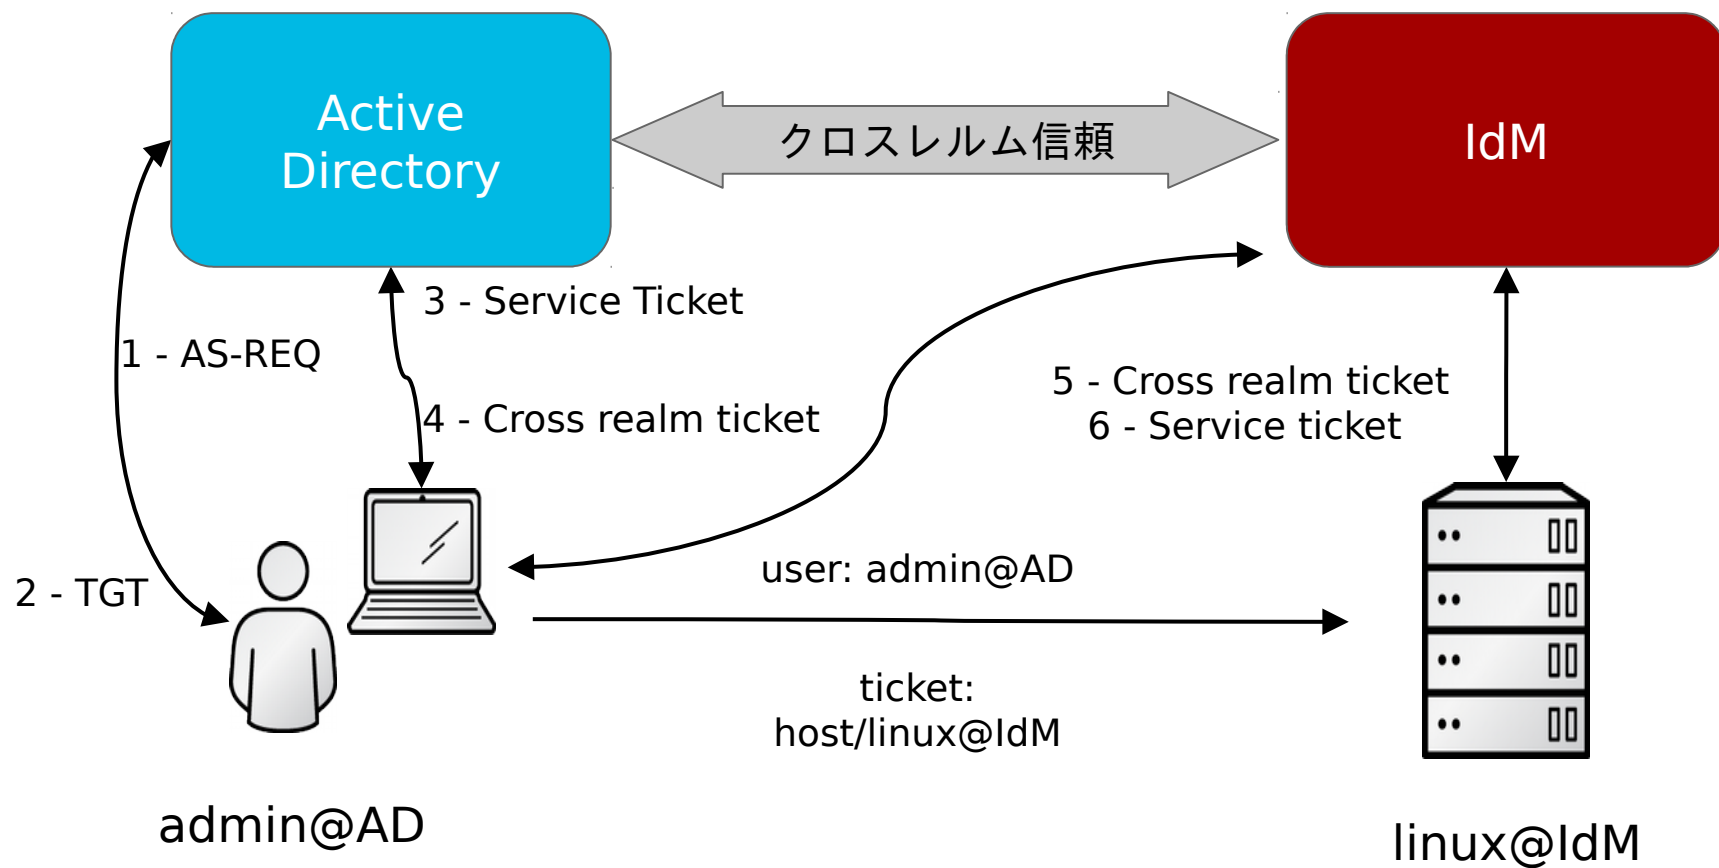 Active
Directory
クロスレルム信頼
IdM
3 - Service Ticket
1 - AS-REQ
4 - Cross realm ticket
5 - Cross realm ticket
6 - Service ticket
2 - TGT
user: admin@AD
ticket:
host/linux@IdM
admin@AD
linux@IdM